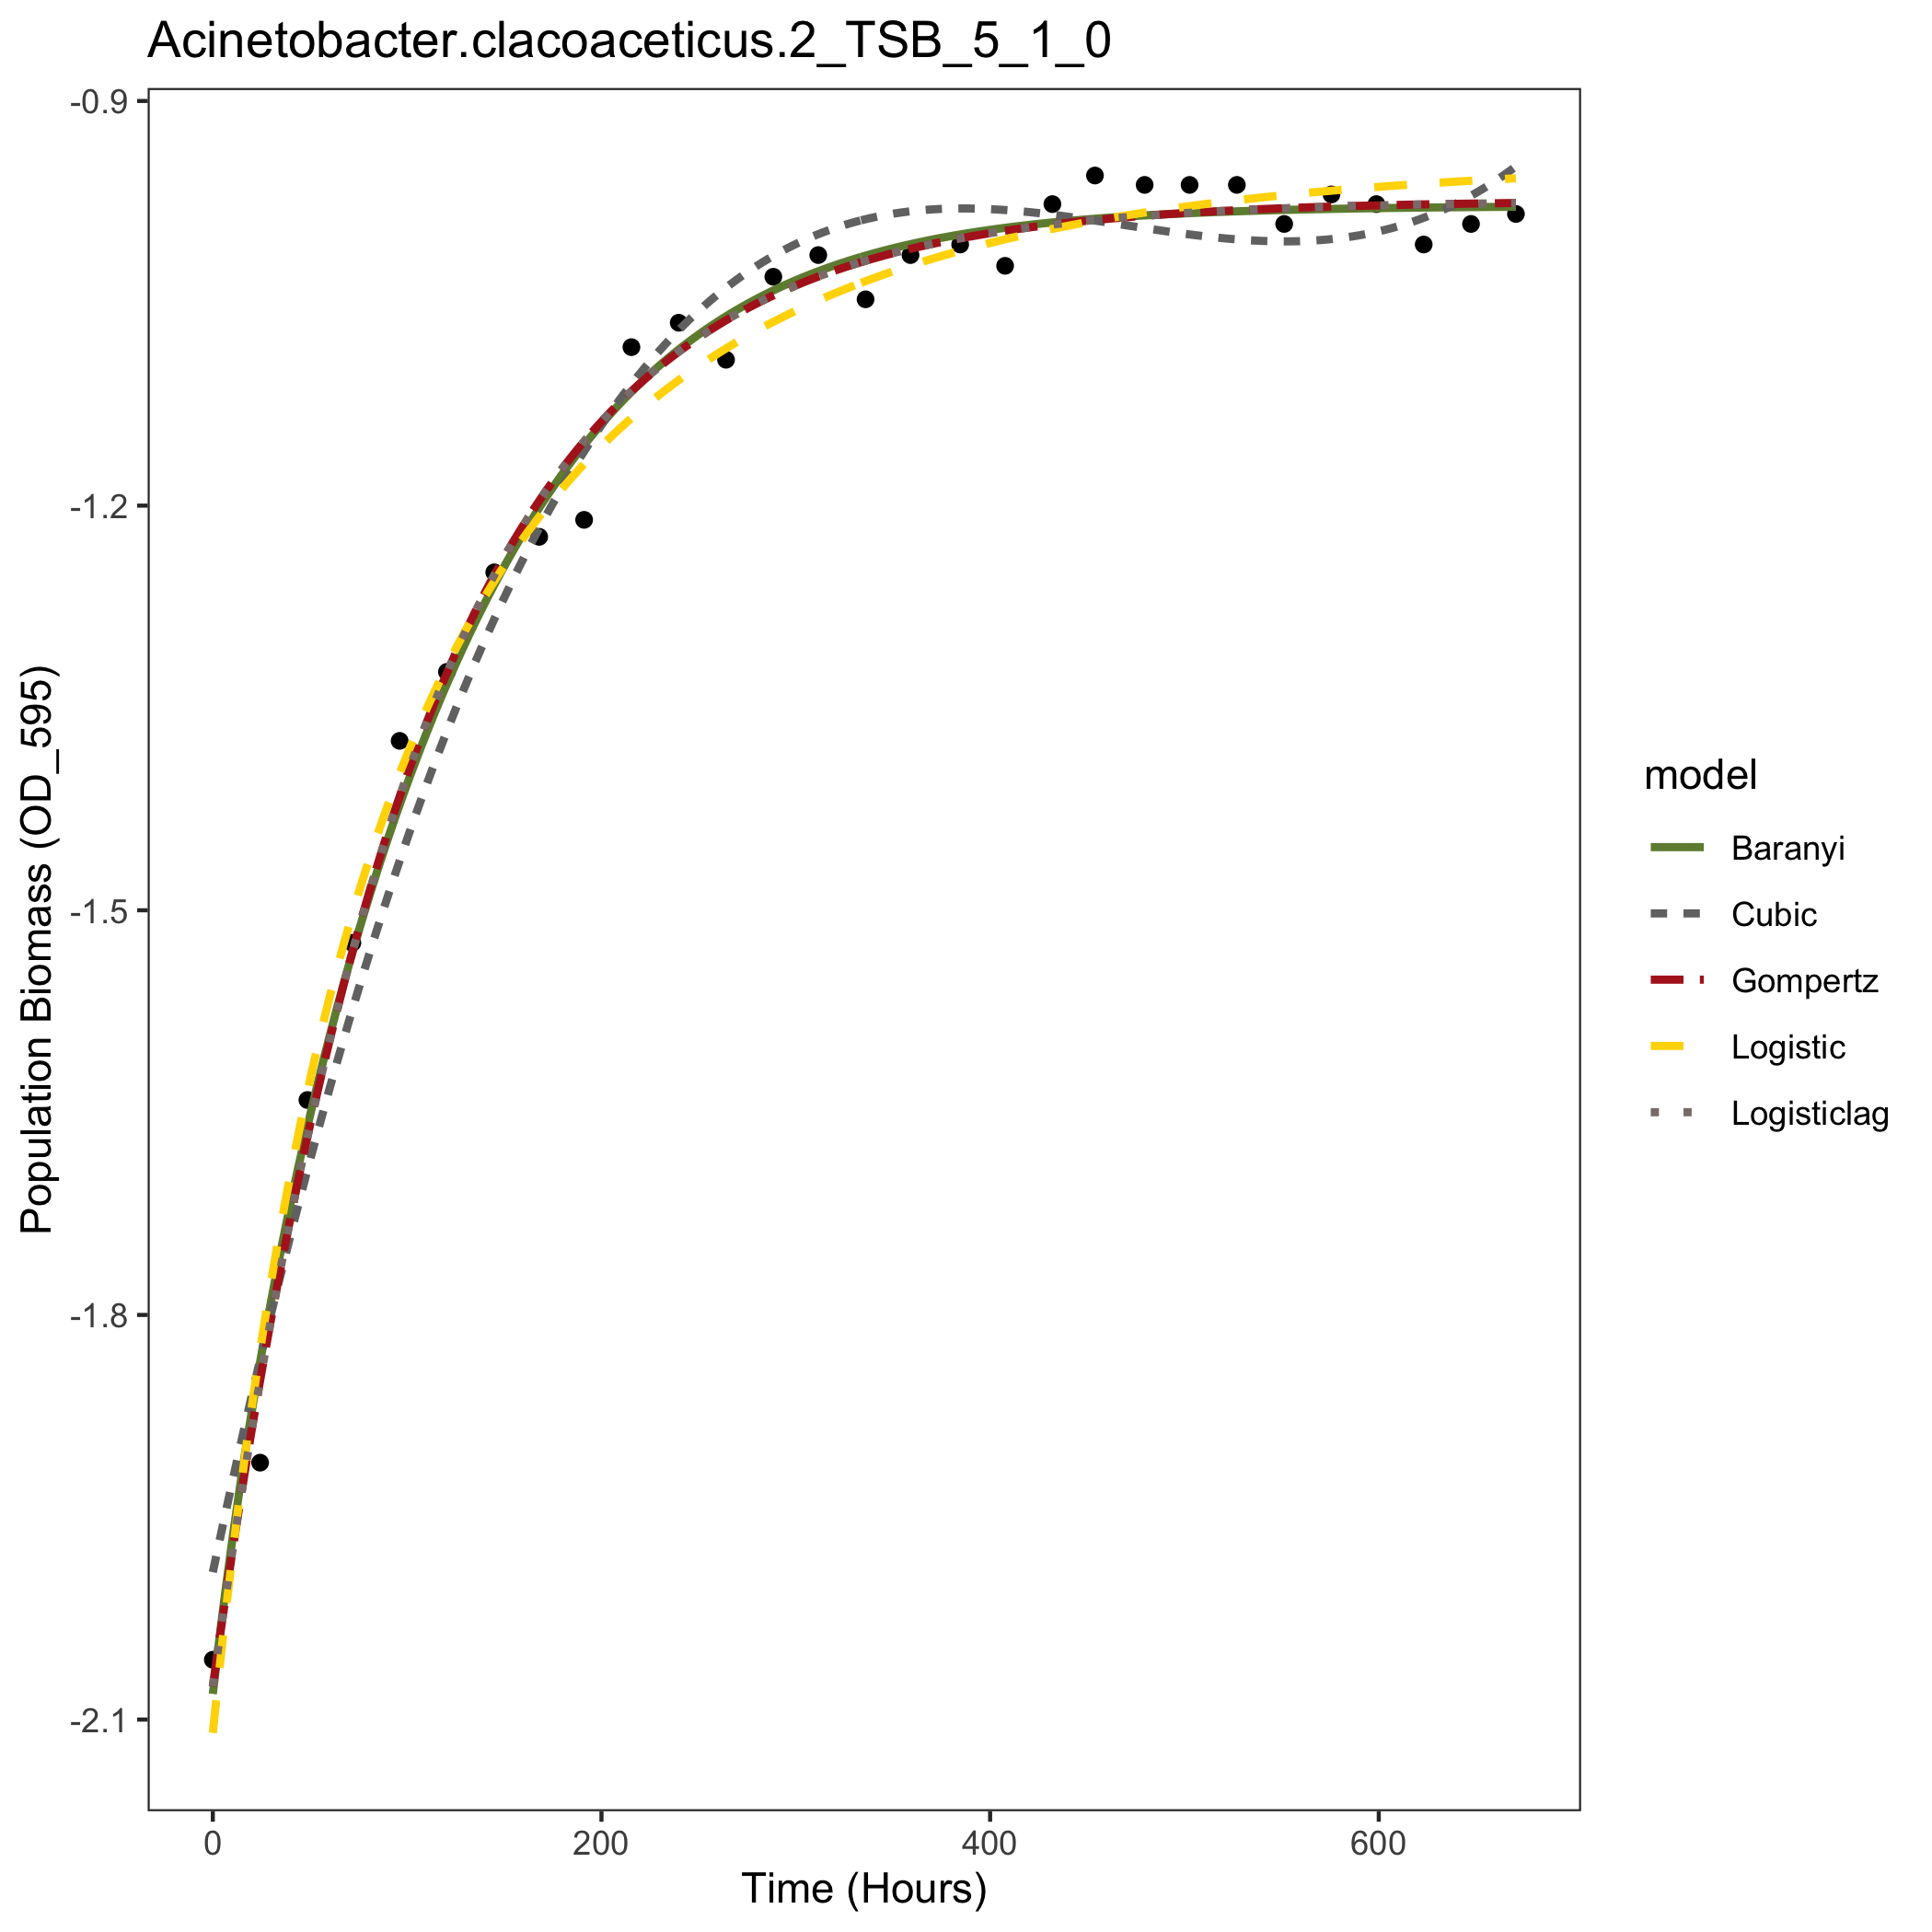 Acinetobacter.clacoaceticus.2_TSB_5_1_0
Population Biomass (OD_595)
-0.9
-1.2
-1.5
-1.8
-2.1
0
200
400
600
Time (Hours)
model
Baranyi
Cubic
Gompertz
Logistic
Logisticlag